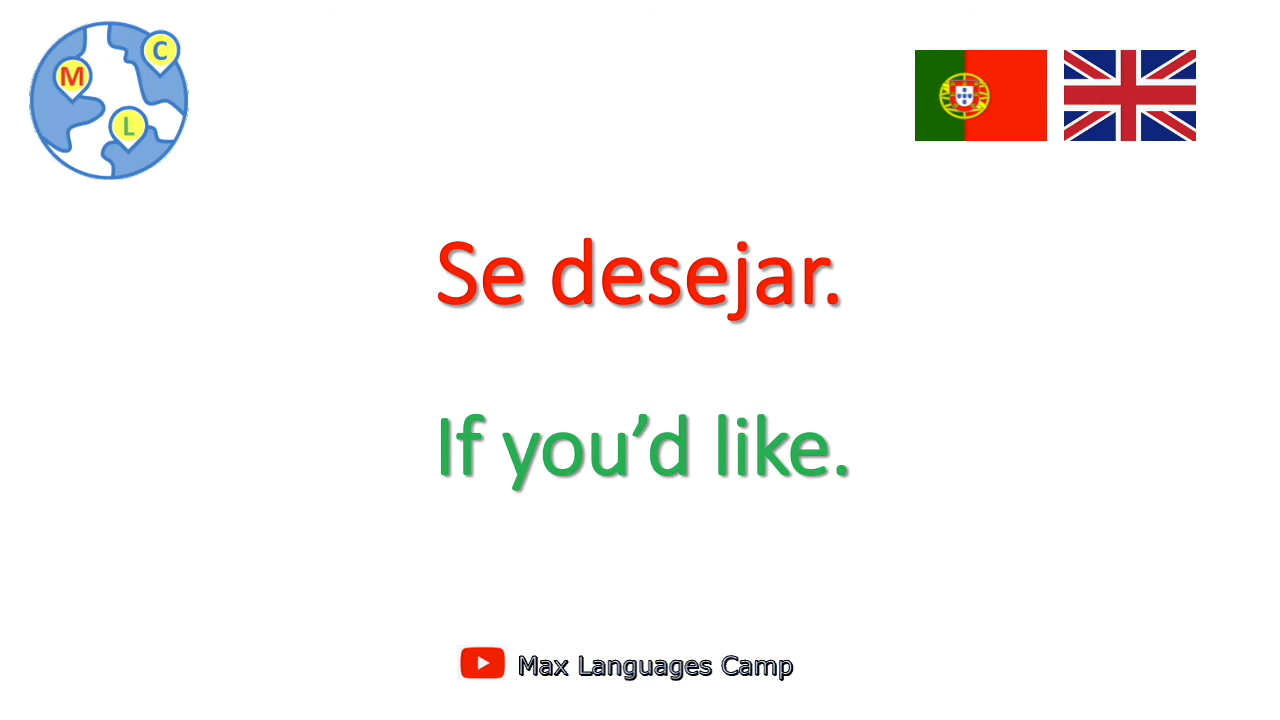 M
C
L
Se desejar.
If you’d like.
Max Languages Camp